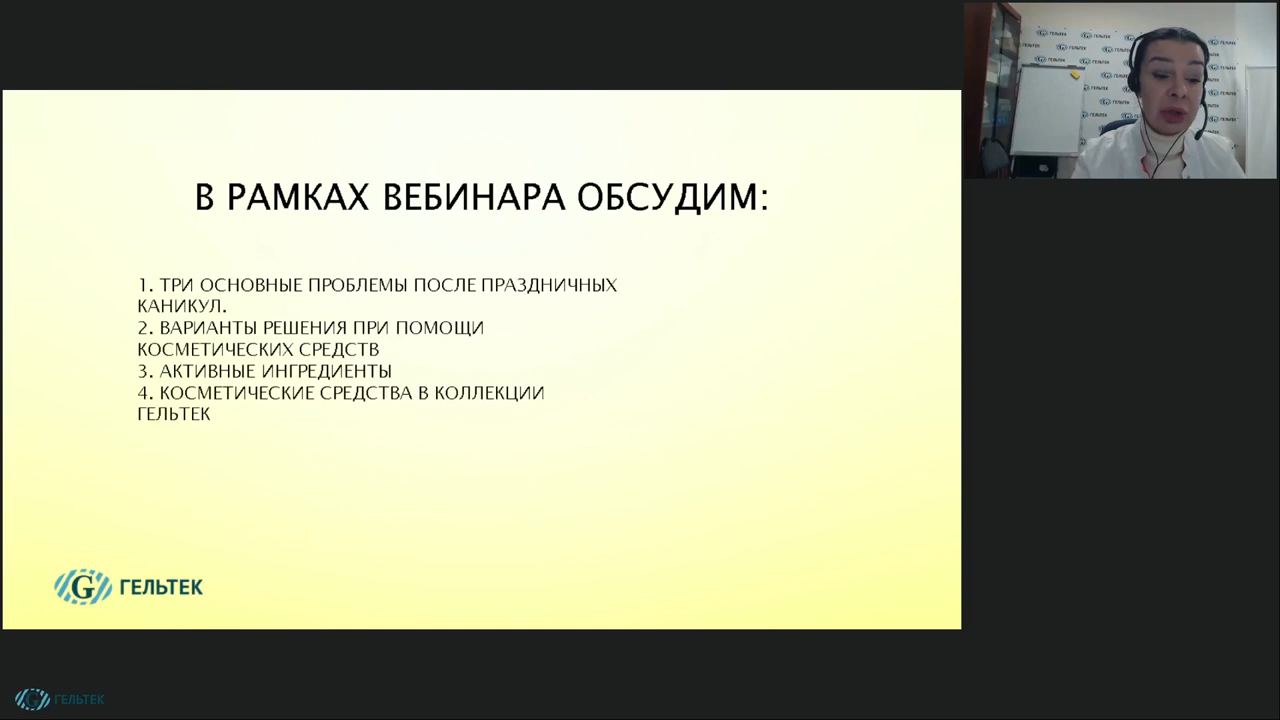 В РАМКАХ ВЕБИНАРА ОБСУДИМ:
1. ТРИ ОСНОВНЫЕ ПРОБЛЕМЫ ПОСЛЕ ПРАЗДНИЧНЫХ
КАНИКУЛ.
2. ВАРИАНТЫ РЕШЕНИЯ ПРИ ПОМОЩИ
КОСМЕТИЧЕСКИХ СРЕДСТВ
3. АКТИВНЫЕ ИНГРЕДИЕНТЫ
4. КОСМЕТИЧЕСКИЕ СРЕДСТВА В КОЛЛЕКЦИИ
ГЕЛЬТЕК
G ГЕЛЬТЕК
G ГЕЛЬТЕК